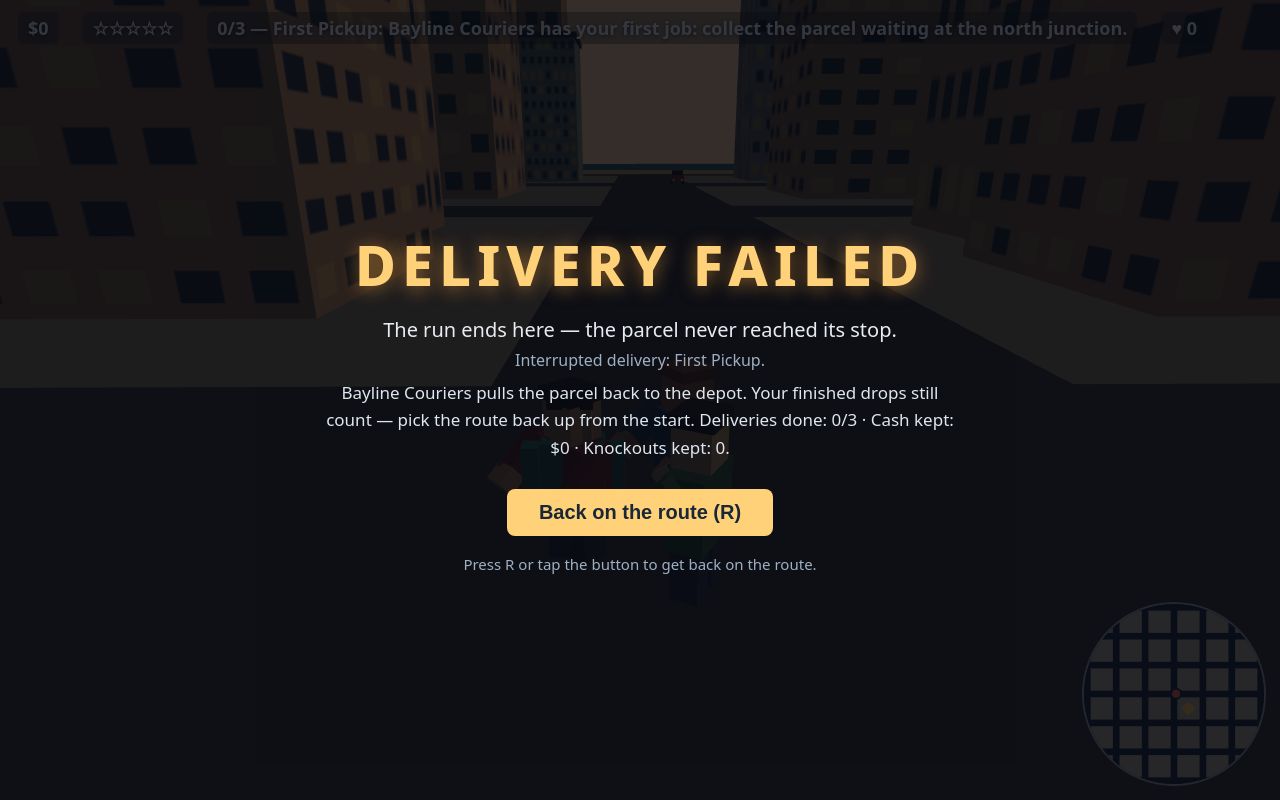 $0
☆☆☆☆☆
0/3 — First Pickup: Bayline Couriers has your first job: collect the parcel waiting at the north junction.
♥ 0
DELIVERY FAILED
The run ends here — the parcel never reached its stop.
Interrupted delivery: First Pickup.
Bayline Couriers pulls the parcel back to the depot. Your finished drops still
count — pick the route back up from the start. Deliveries done: 0/3 · Cash kept:
$0 · Knockouts kept: 0.
Back on the route (R)
Press R or tap the button to get back on the route.